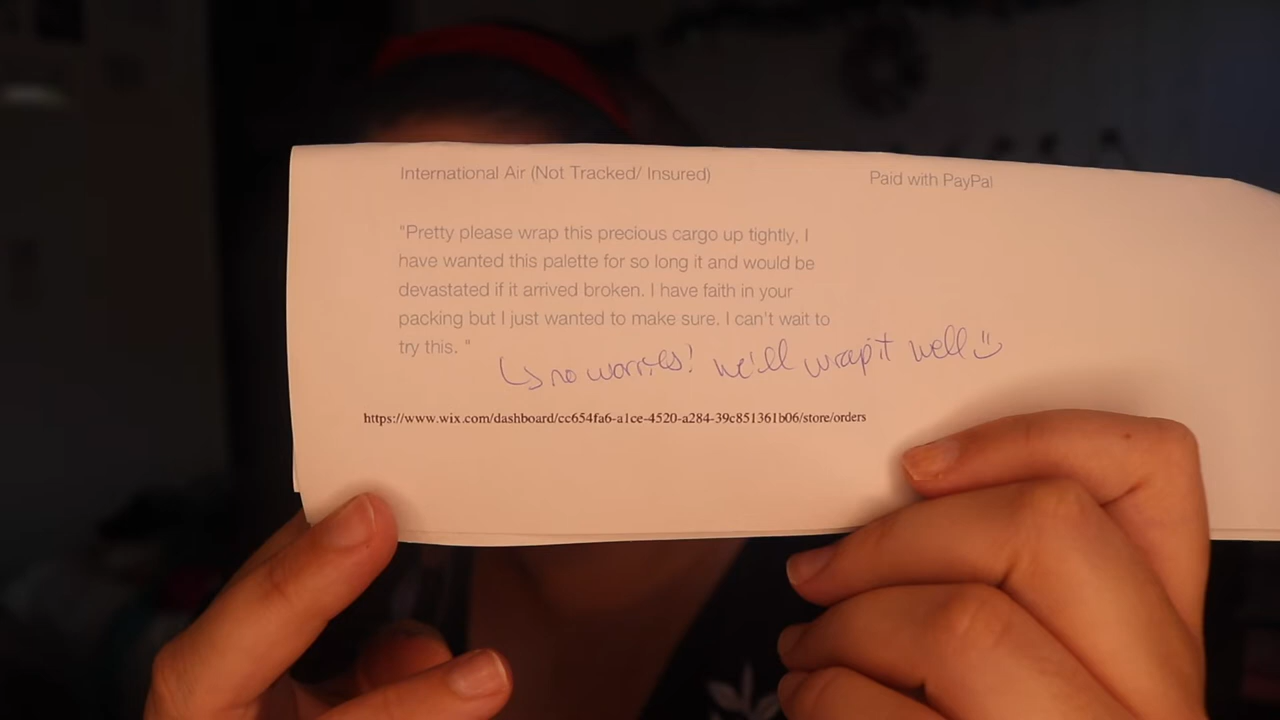 International Air (Not Tracked/ Insured) Paid with PayPal
"Pretty please wrap this precious cargo up tightly, I
have wanted this palette for so long it and would be
devastated if it arrived broken. I have faith in your
packing but I just wanted to make sure. I can't wait to
try this. "
no worries! we'll wrap it well
https://www.wix.com/dashboard/cc654fa6-a1ce-4520-a284-39c851361b06/store/orders